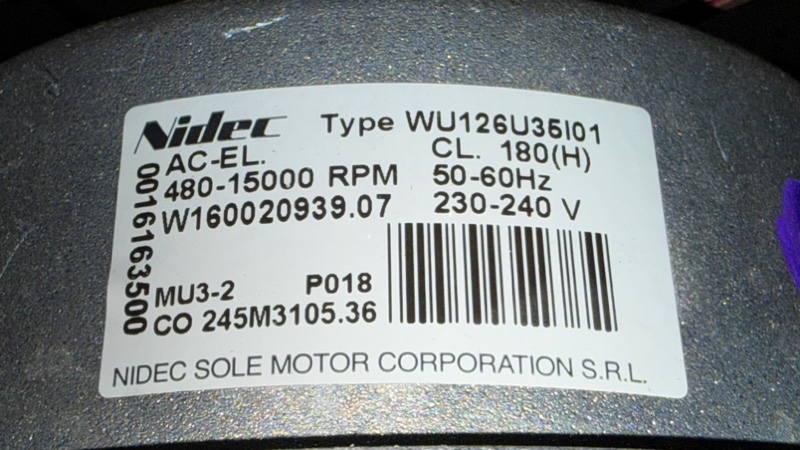 Nidec Type WU126U35I01
AC-EL. CL. 180(H)
480-15000 RPM 50-60Hz
W160020939.07 230-240 V
0016163500
MU3-2 P018
CO 245M3105.36
NIDEC SOLE MOTOR CORPORATION S.R.L.